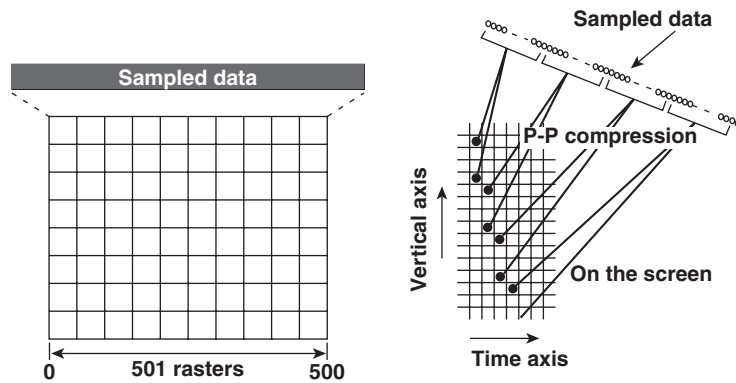 Sampled data
0
501 rasters
500
Sampled data
P-P compression
Vertical axis
On the screen
Time axis